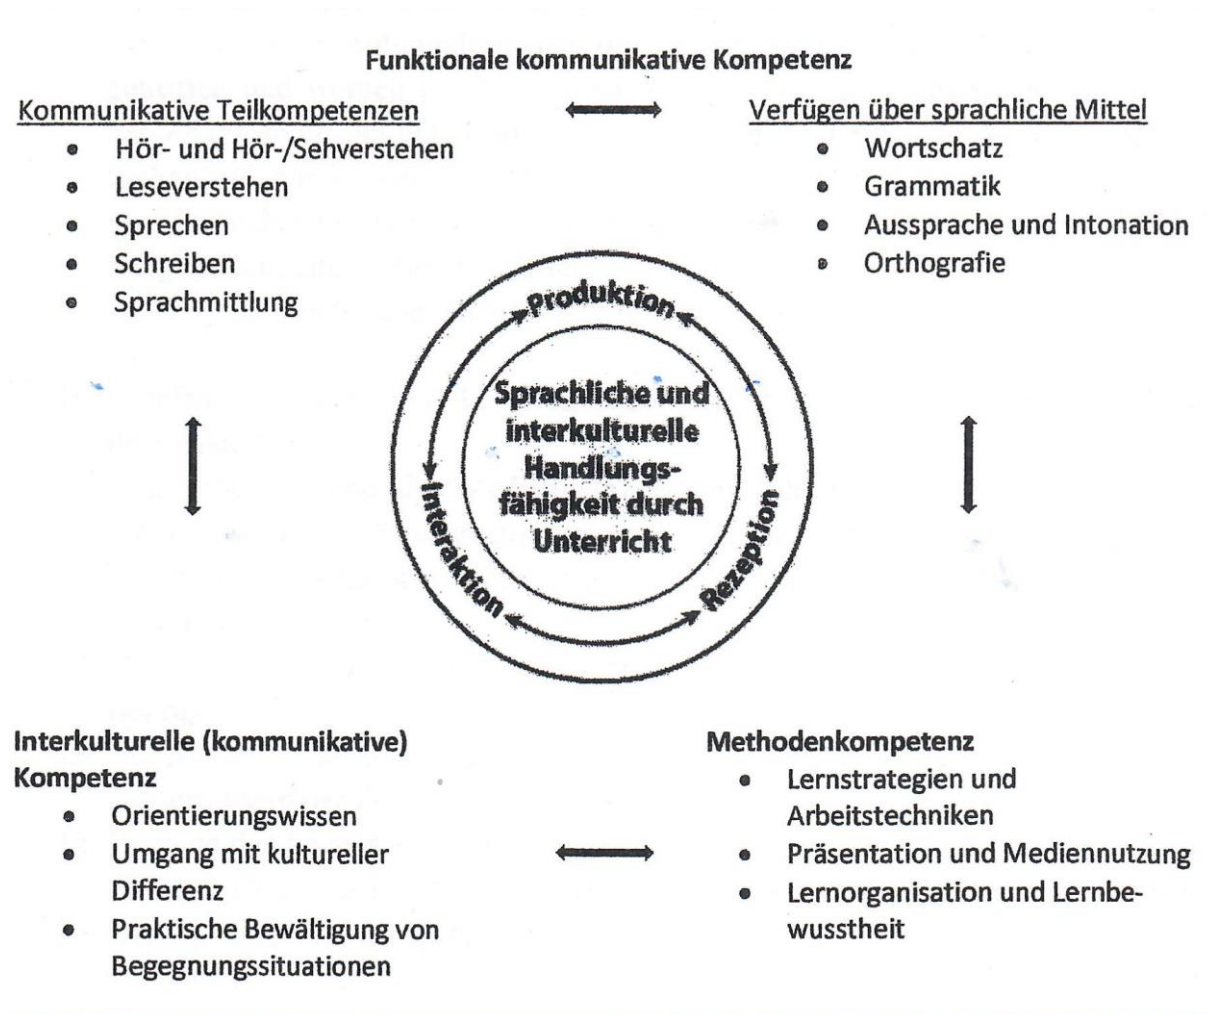 Funktionale kommunikative Kompetenz
Kommunikative Teilkompetenzen
• Hör- und Hör-/Sehverstehen
• Leseverstehen
• Sprechen
• Schreiben
• Sprachmittlung
Verfügen über sprachliche Mittel
• Wortschatz
• Grammatik
• Aussprache und Intonation
• Orthografie
Produktion
Interaktion
Rezeption
Sprachliche und
interkulturelle
Handlungs-
fähigkeit durch
Unterricht
Interkulturelle (kommunikative)
Kompetenz
• Orientierungswissen
• Umgang mit kultureller
Differenz
• Praktische Bewältigung von
Begegnungssituationen
Methodenkompetenz
• Lernstrategien und
Arbeitstechniken
• Präsentation und Mediennutzung
• Lernorganisation und Lernbe-
wusstheit